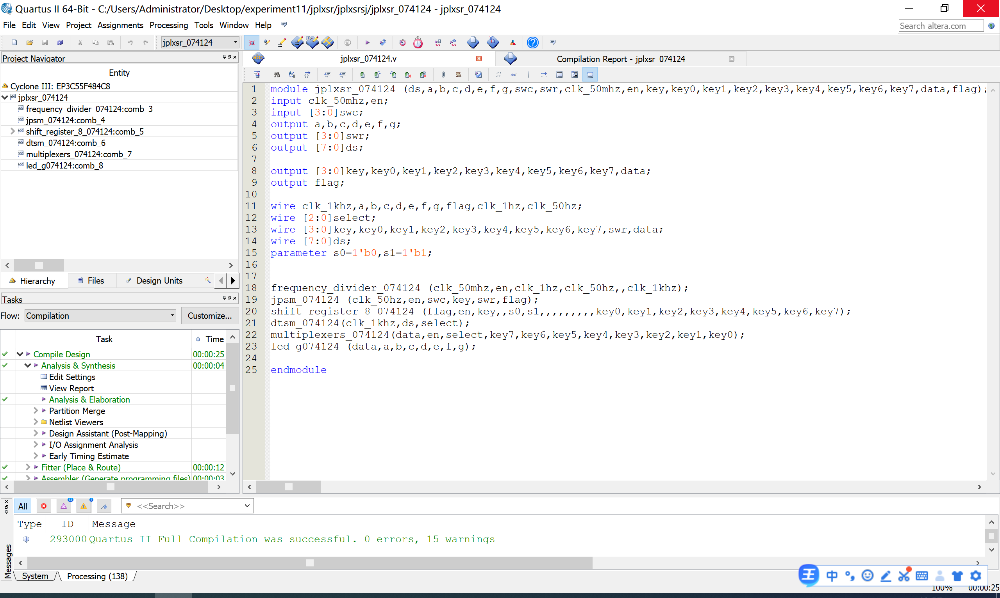 Quartus II 64-Bit - C:/Users/Administrator/Desktop/experiment11/jplxsr/jplxsrsj/jplxsr_074124 - jplxsr_074124
File Edit View Project Assignments Processing Tools Window Help
Search altera.com
jplxsr_074124
STOP
Project Navigator
Entity
Cyclone III: EP3C55F484C8
jplxsr_074124
frequency_divider_074124:comb_3
jpsm_074124:comb_4
shift_register_8_074124:comb_5
dtsm_074124:comb_6
multiplexers_074124:comb_7
led_g074124:comb_8
Hierarchy Files Design Units
Tasks
Flow: Compilation Customize...
Task Time
Compile Design 00:00:25
Analysis & Synthesis 00:00:04
Edit Settings
View Report
Analysis & Elaboration
Partition Merge
Netlist Viewers
Design Assistant (Post-Mapping)
I/O Assignment Analysis
Early Timing Estimate
Fitter (Place & Route) 00:00:12
Assembler (Generate programming files) 00:00:03
jplxsr_074124.v
Compilation Report - jplxsr_074124
267
268
ab/
1 module jplxsr_074124 (ds,a,b,c,d,e,f,g,swc,swr,clk_50mhz,en,key,key0,key1,key2,key3,key4,key5,key6,key7,data,flag);
2 input clk_50mhz,en;
3 input [3:0]swc;
4 output a,b,c,d,e,f,g;
5 output [3:0]swr;
6 output [7:0]ds;
7
8 output [3:0]key,key0,key1,key2,key3,key4,key5,key6,key7,data;
9 output flag;
10
11 wire clk_1khz,a,b,c,d,e,f,g,flag,clk_1hz,clk_50hz;
12 wire [2:0]select;
13 wire [3:0]key,key0,key1,key2,key3,key4,key5,key6,key7,swr,data;
14 wire [7:0]ds;
15 parameter s0=1'b0,s1=1'b1;
16
17
18 frequency_divider_074124 (clk_50mhz,en,clk_1hz,clk_50hz,,clk_1khz);
19 jpsm_074124 (clk_50hz,en,swc,key,swr,flag);
20 shift_register_8_074124 (flag,en,key,,s0,s1,,,,,,,,,key0,key1,key2,key3,key4,key5,key6,key7);
21 dtsm_074124(clk_1khz,ds,select);
22 multiplexers_074124(data,en,select,key7,key6,key5,key4,key3,key2,key1,key0);
23 led_g074124 (data,a,b,c,d,e,f,g);
24
25 endmodule
Messages
All 14 1 <<Search>>
Type ID Message
293000 Quartus II Full Compilation was successful. 0 errors, 15 warnings
System Processing (138)
王 中
100% 00:00:25